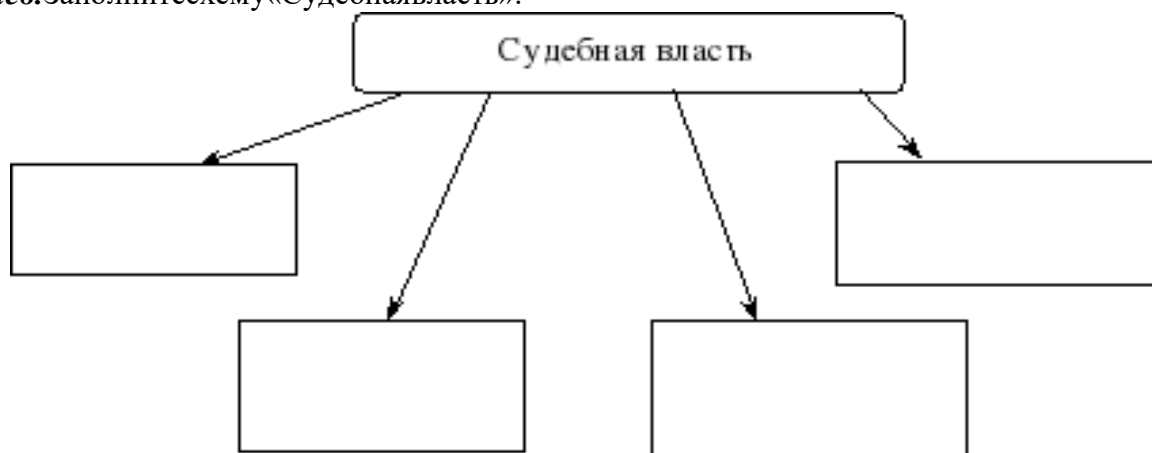 Заполнитесхему«Судебнаявласть».
Судебная власть